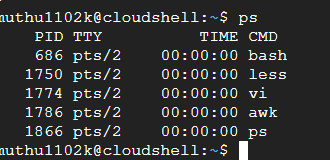 muthu1102k@cloudshell:~$ ps
    PID TTY          TIME CMD
    686 pts/2    00:00:00 bash
   1750 pts/2    00:00:00 less
   1774 pts/2    00:00:00 vi
   1786 pts/2    00:00:00 awk
   1866 pts/2    00:00:00 ps
muthu1102k@cloudshell:~$